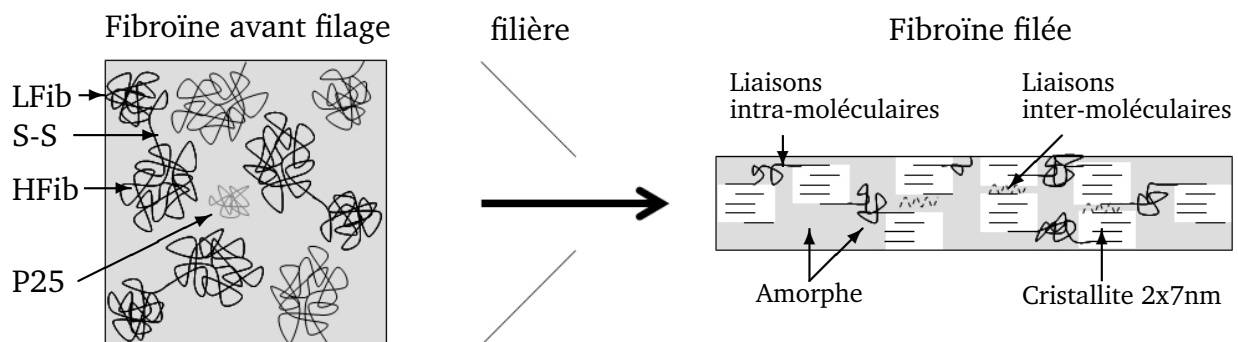 Fibroïne avant filage
filière
Fibroïne filée
LFib
S-S
HFib
P25
Liaisons
intra-moléculaires
Liaisons
inter-moléculaires
Amorphe
Cristallite 2x7nm